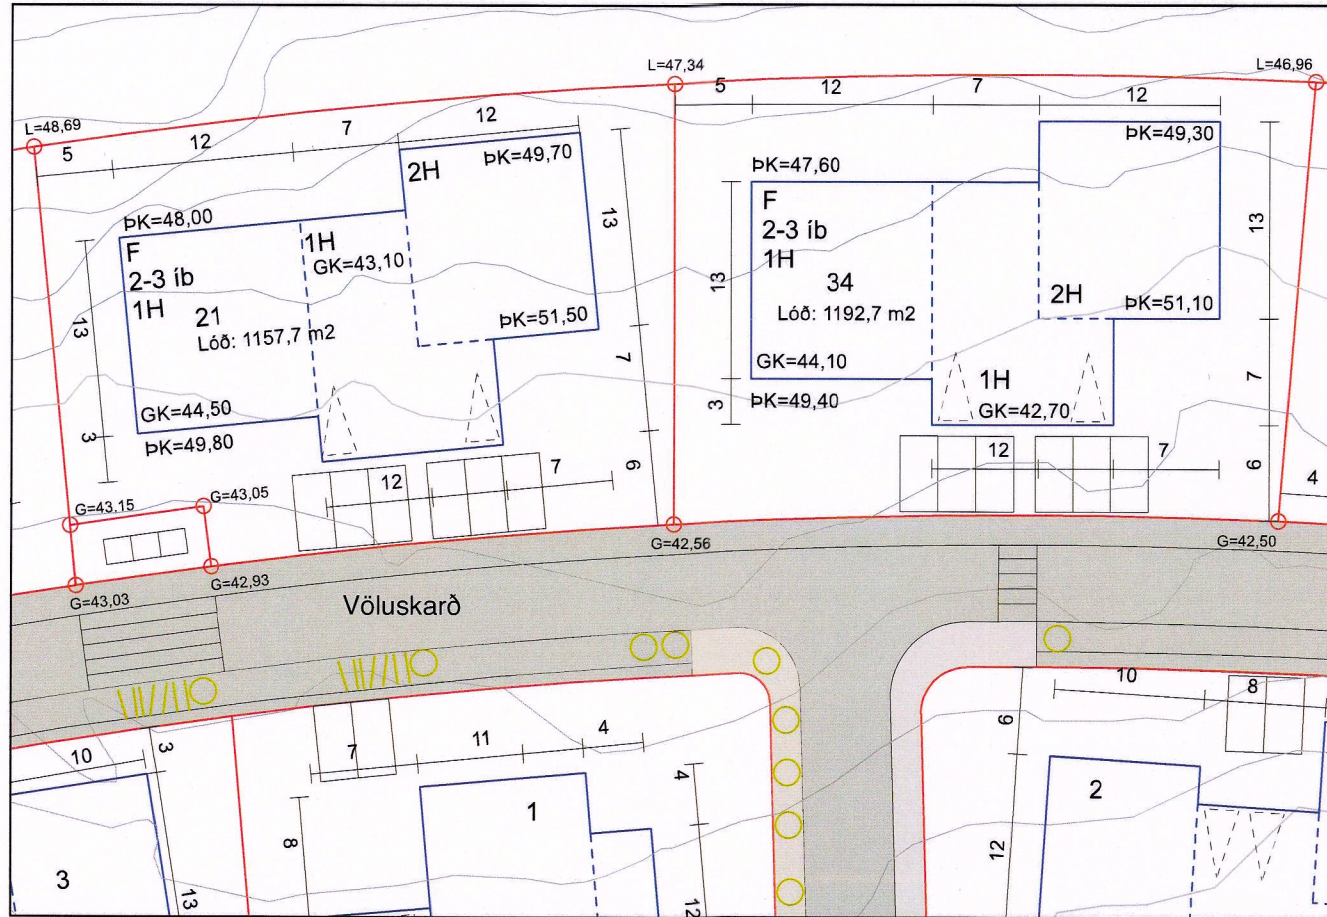 L=47,34
L=46,96
5
12
7
12
L=48,69
5
12
7
12
ÞK=49,70
2H
ÞK=48,00
F
2-3 íb
1H
1H
GK=43,10
21
Lóð: 1157,7 m2
ÞK=51,50
GK=44,50
ÞK=49,80
13
3
13
7
6
12
7
G=43,15
G=43,05
G=43,03
G=42,93
G=42,56
ÞK=49,30
ÞK=47,60
F
2-3 íb
1H
34
Lóð: 1192,7 m2
2H
ÞK=51,10
GK=44,10
ÞK=49,40
1H
GK=42,70
13
3
13
7
6
12
7
4
G=42,50
Völuskarð
10
3
7
11
4
4
8
1
12
3
13
10
8
6
2
12